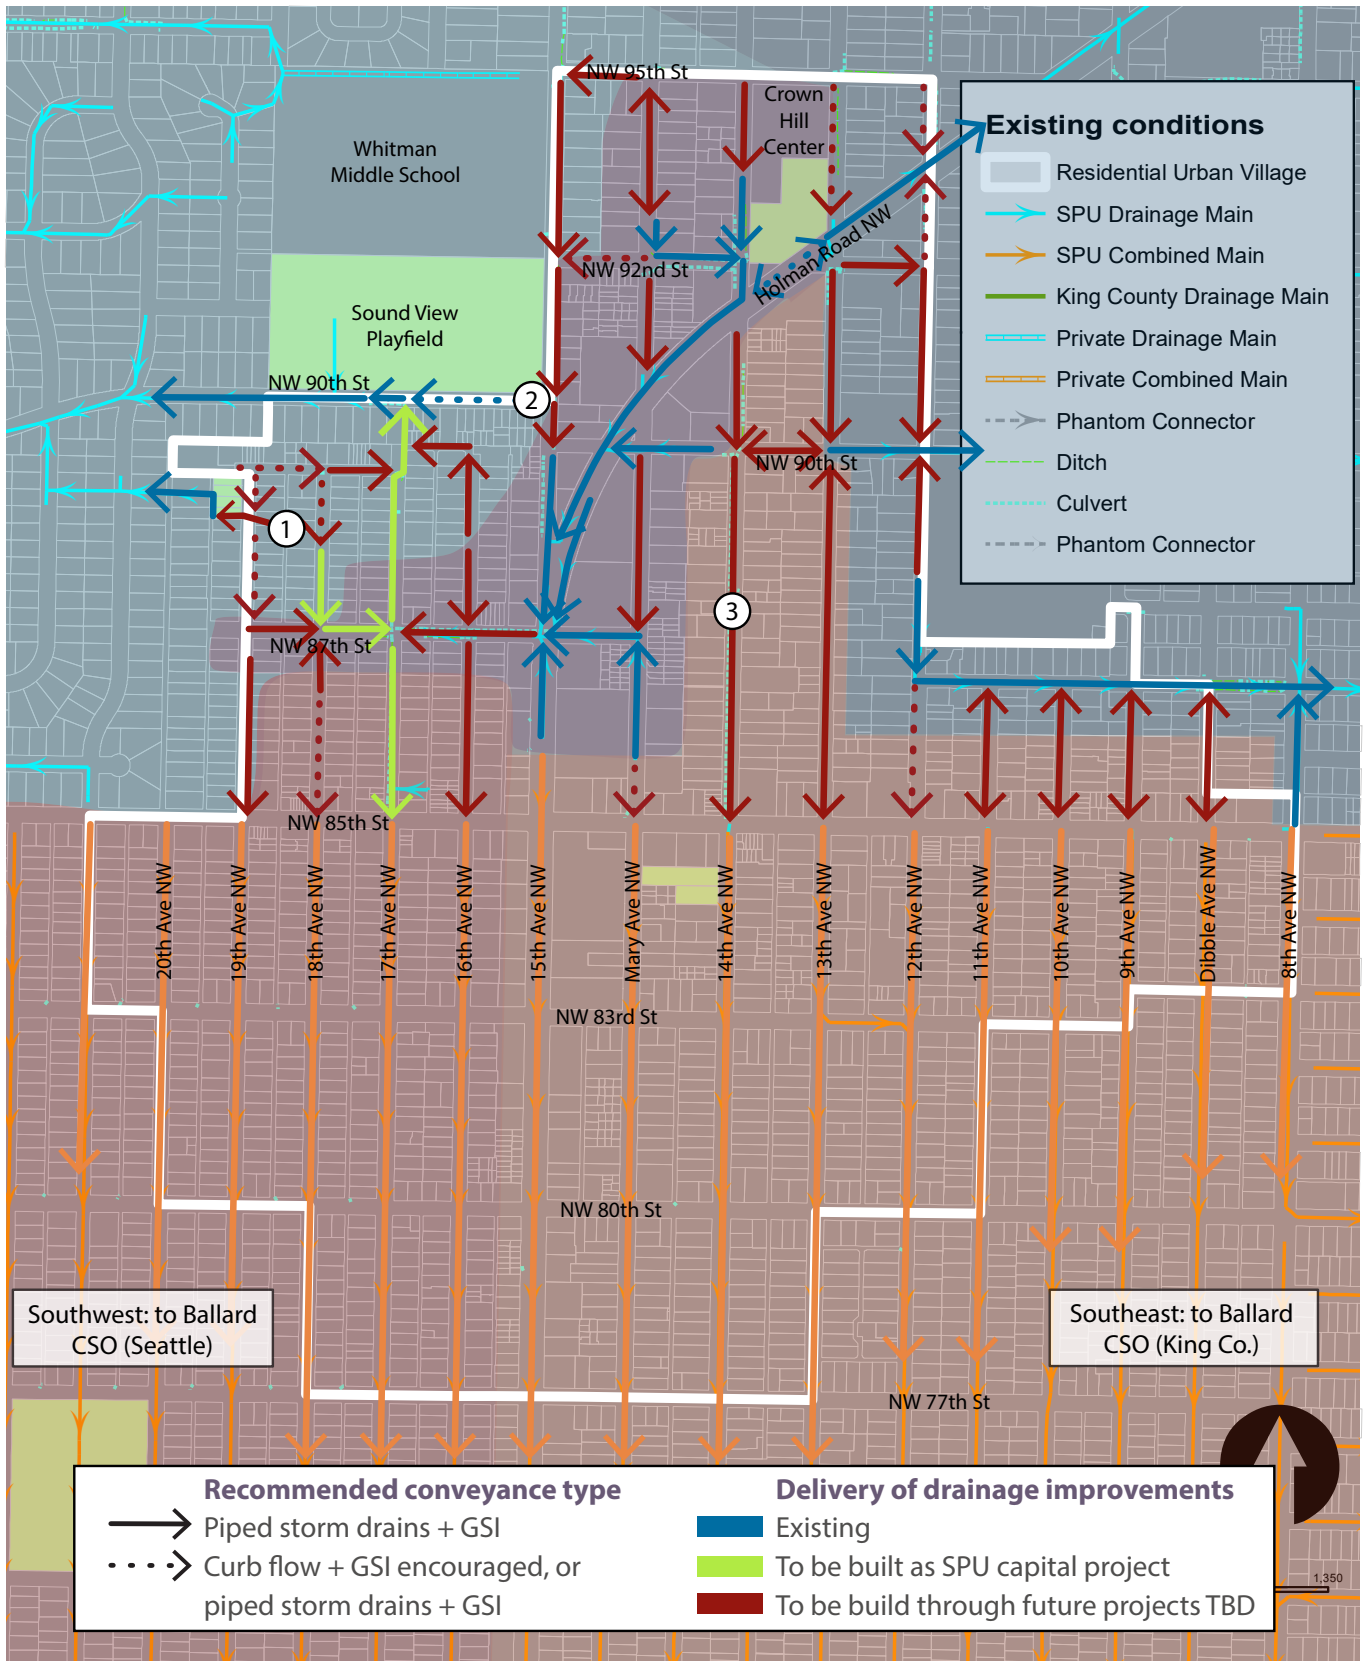 NW 95th St
Crown
Hill
Center
Whitman
Middle School
Holman Road NW
NW 92nd St
Sound View
Playfield
NW 90th St
2
NW 90th St
1
3
NW 87th St
NW 85th St
Existing conditions
Residential Urban Village
SPU Drainage Main
SPU Combined Main
King County Drainage Main
Private Drainage Main
Private Combined Main
Phantom Connector
Ditch
Culvert
Phantom Connector
20th Ave NW
19th Ave NW
18th Ave NW
17th Ave NW
16th Ave NW
15th Ave NW
Mary Ave NW
14th Ave NW
13th Ave NW
12th Ave NW
11th Ave NW
10th Ave NW
9th Ave NW
Dibble Ave NW
8th Ave NW
NW 83rd St
NW 80th St
Southwest: to Ballard
CSO (Seattle)
Southeast: to Ballard
CSO (King Co.)
NW 77th St
Recommended conveyance type
Piped storm drains + GSI
Curb flow + GSI encouraged, or
piped storm drains + GSI
Delivery of drainage improvements
Existing
To be built as SPU capital project
To be build through future projects TBD
1,350